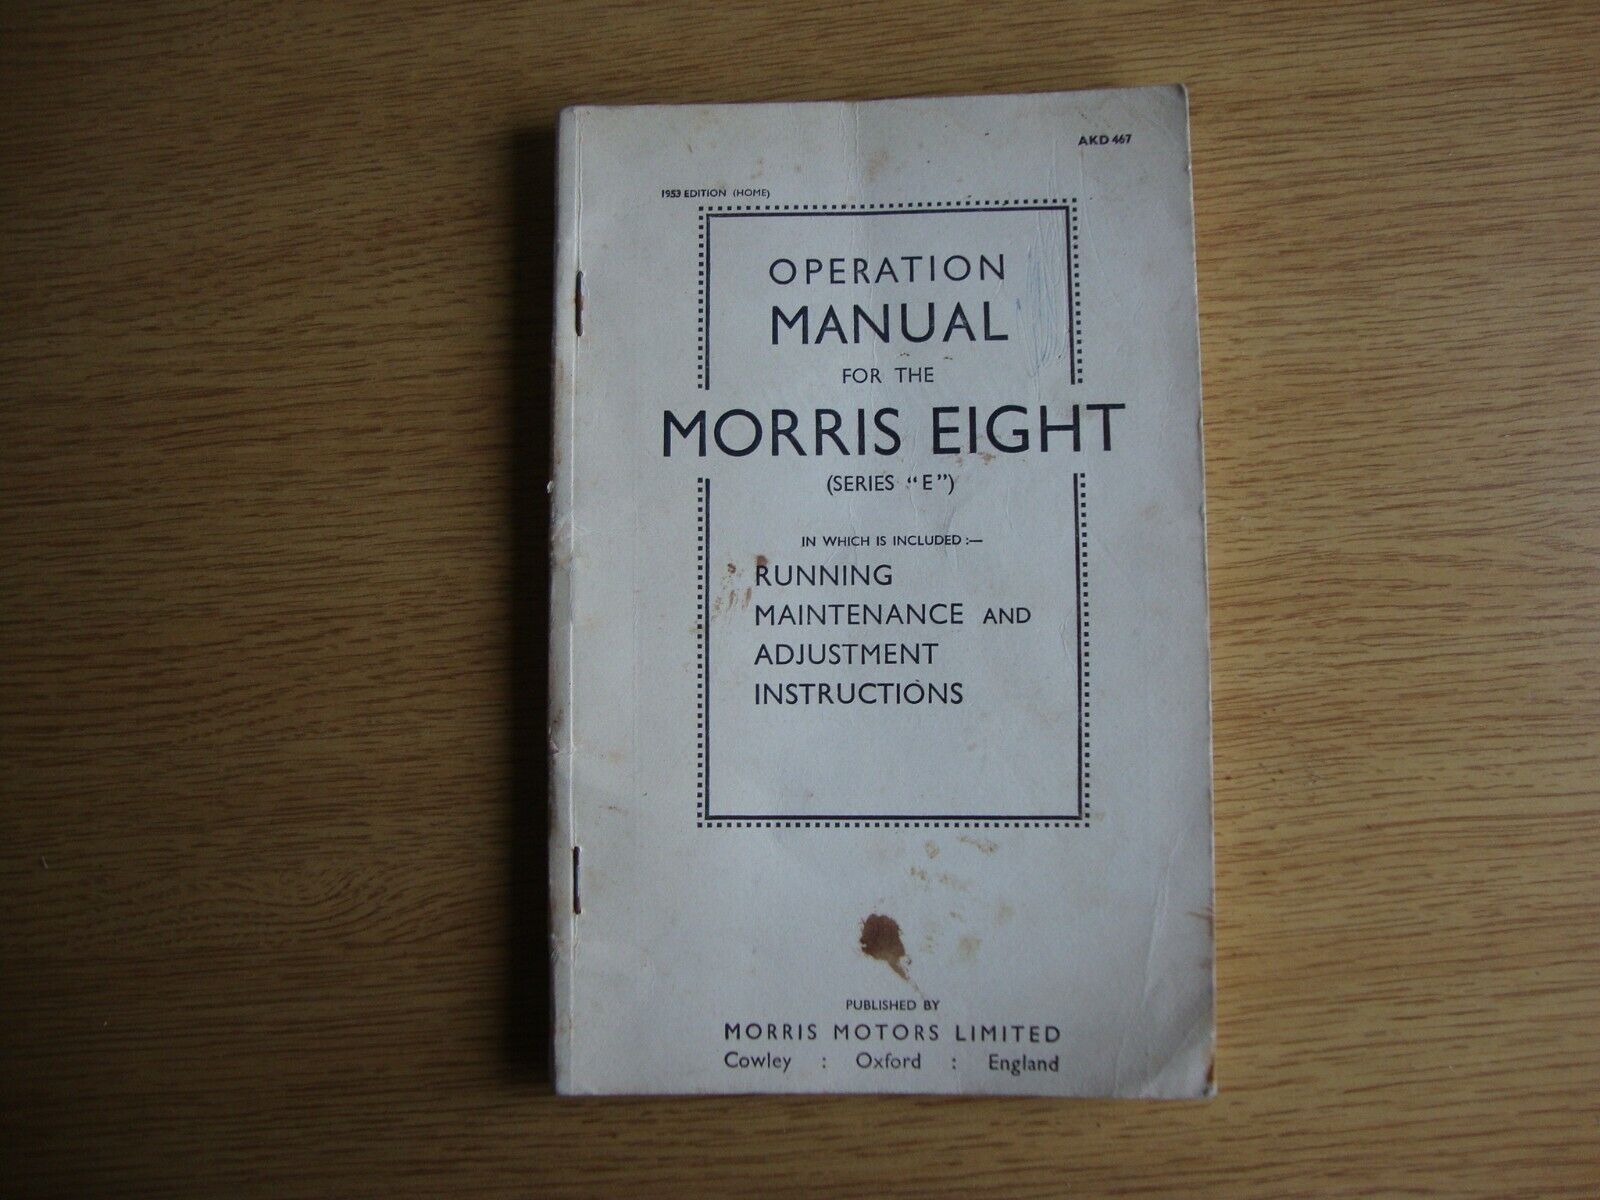 AKD 467
1953 EDITION (HOME)
OPERATION
MANUAL
FOR THE
MORRIS EIGHT
(SERIES "E")
IN WHICH IS INCLUDED :—
RUNNING
MAINTENANCE AND
ADJUSTMENT
INSTRUCTIONS
PUBLISHED BY
MORRIS MOTORS LIMITED
Cowley : Oxford : England